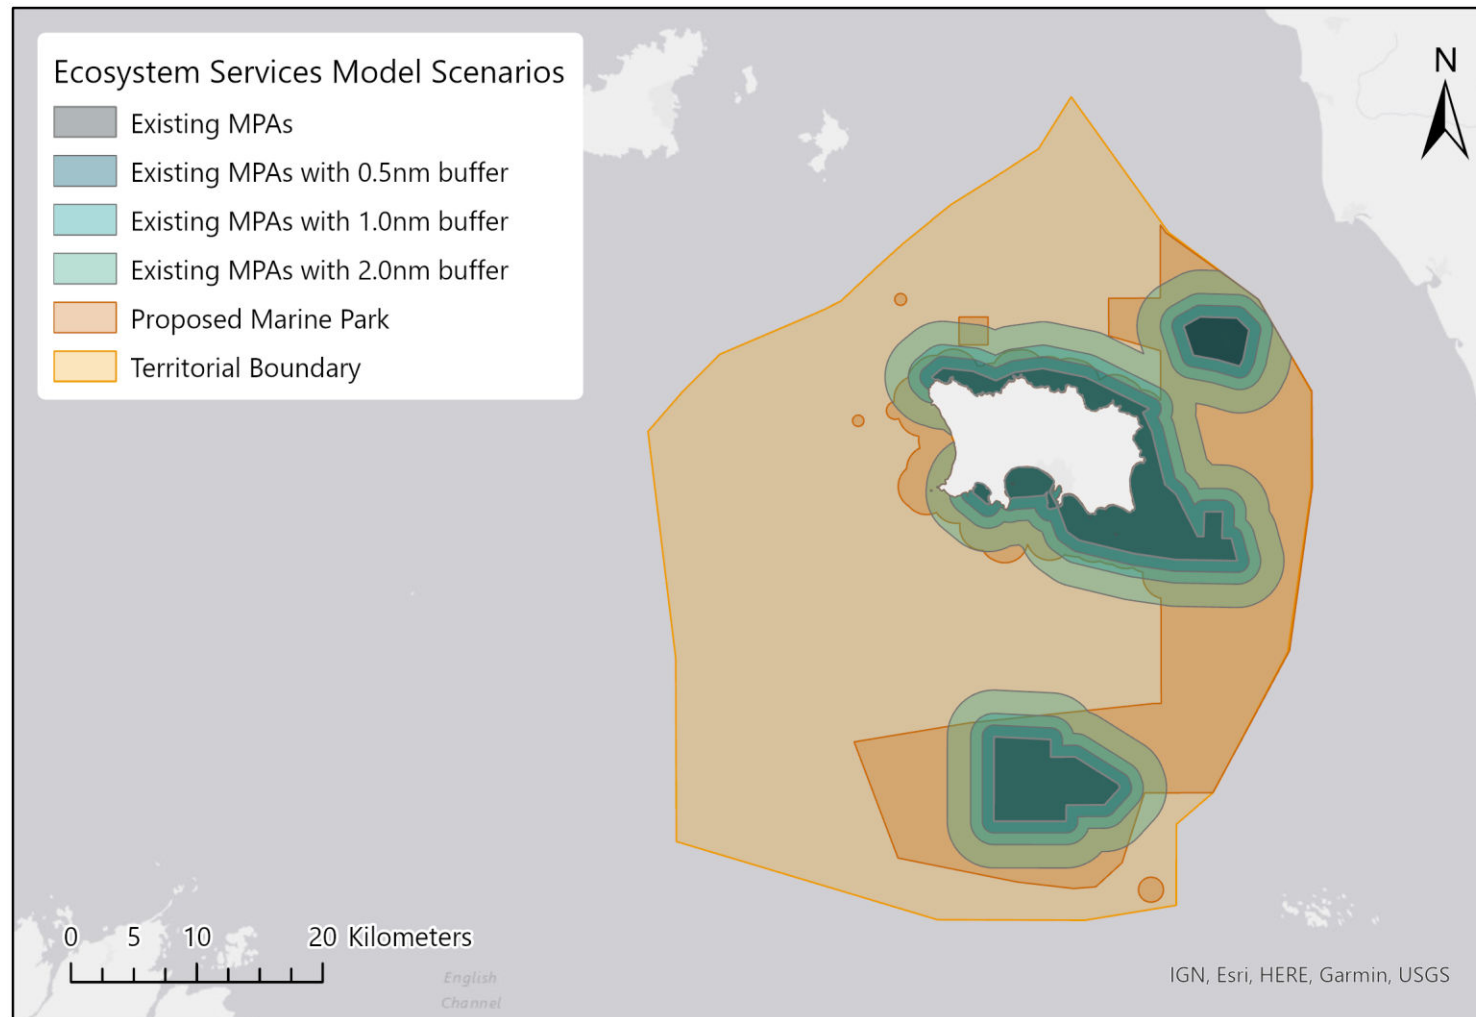 Ecosystem Services Model Scenarios
Existing MPAs
Existing MPAs with 0.5nm buffer
Existing MPAs with 1.0nm buffer
Existing MPAs with 2.0nm buffer
Proposed Marine Park
Territorial Boundary
N
0 5 10 20 Kilometers
English
Channel
IGN, Esri, HERE, Garmin, USGS